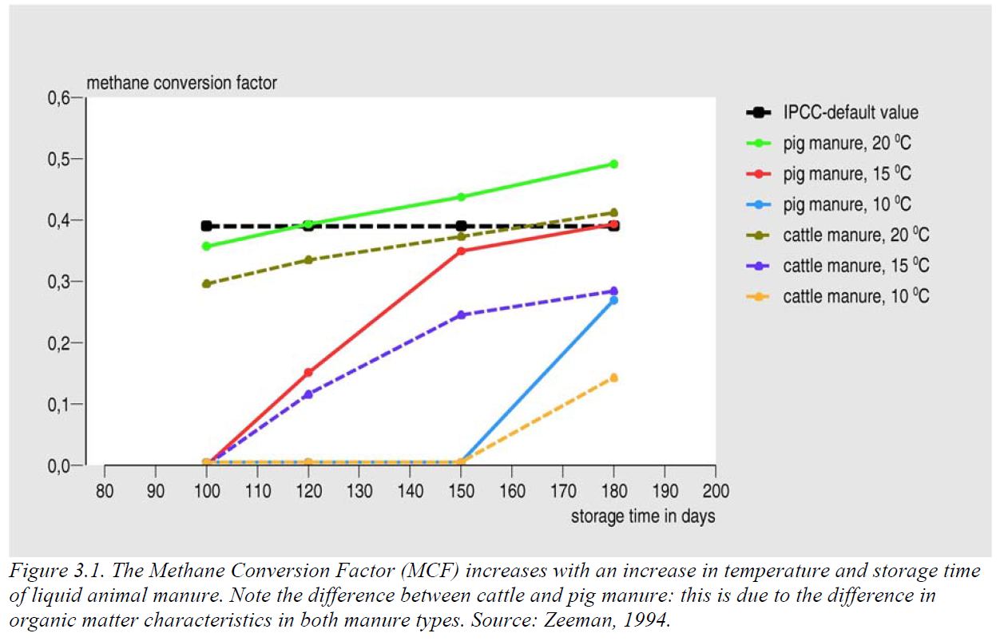 methane conversion factor
0,6
0,5
0,4
0,3
0,2
0,1
0,0
80 90 100 110 120 130 140 150 160 170 180 190 200
storage time in days
IPCC-default value
pig manure, 20 ⁰C
pig manure, 15 ⁰C
pig manure, 10 ⁰C
cattle manure, 20 ⁰C
cattle manure, 15 ⁰C
cattle manure, 10 ⁰C
Figure 3.1. The Methane Conversion Factor (MCF) increases with an increase in temperature and storage time
of liquid animal manure. Note the difference between cattle and pig manure: this is due to the difference in
organic matter characteristics in both manure types. Source: Zeeman, 1994.